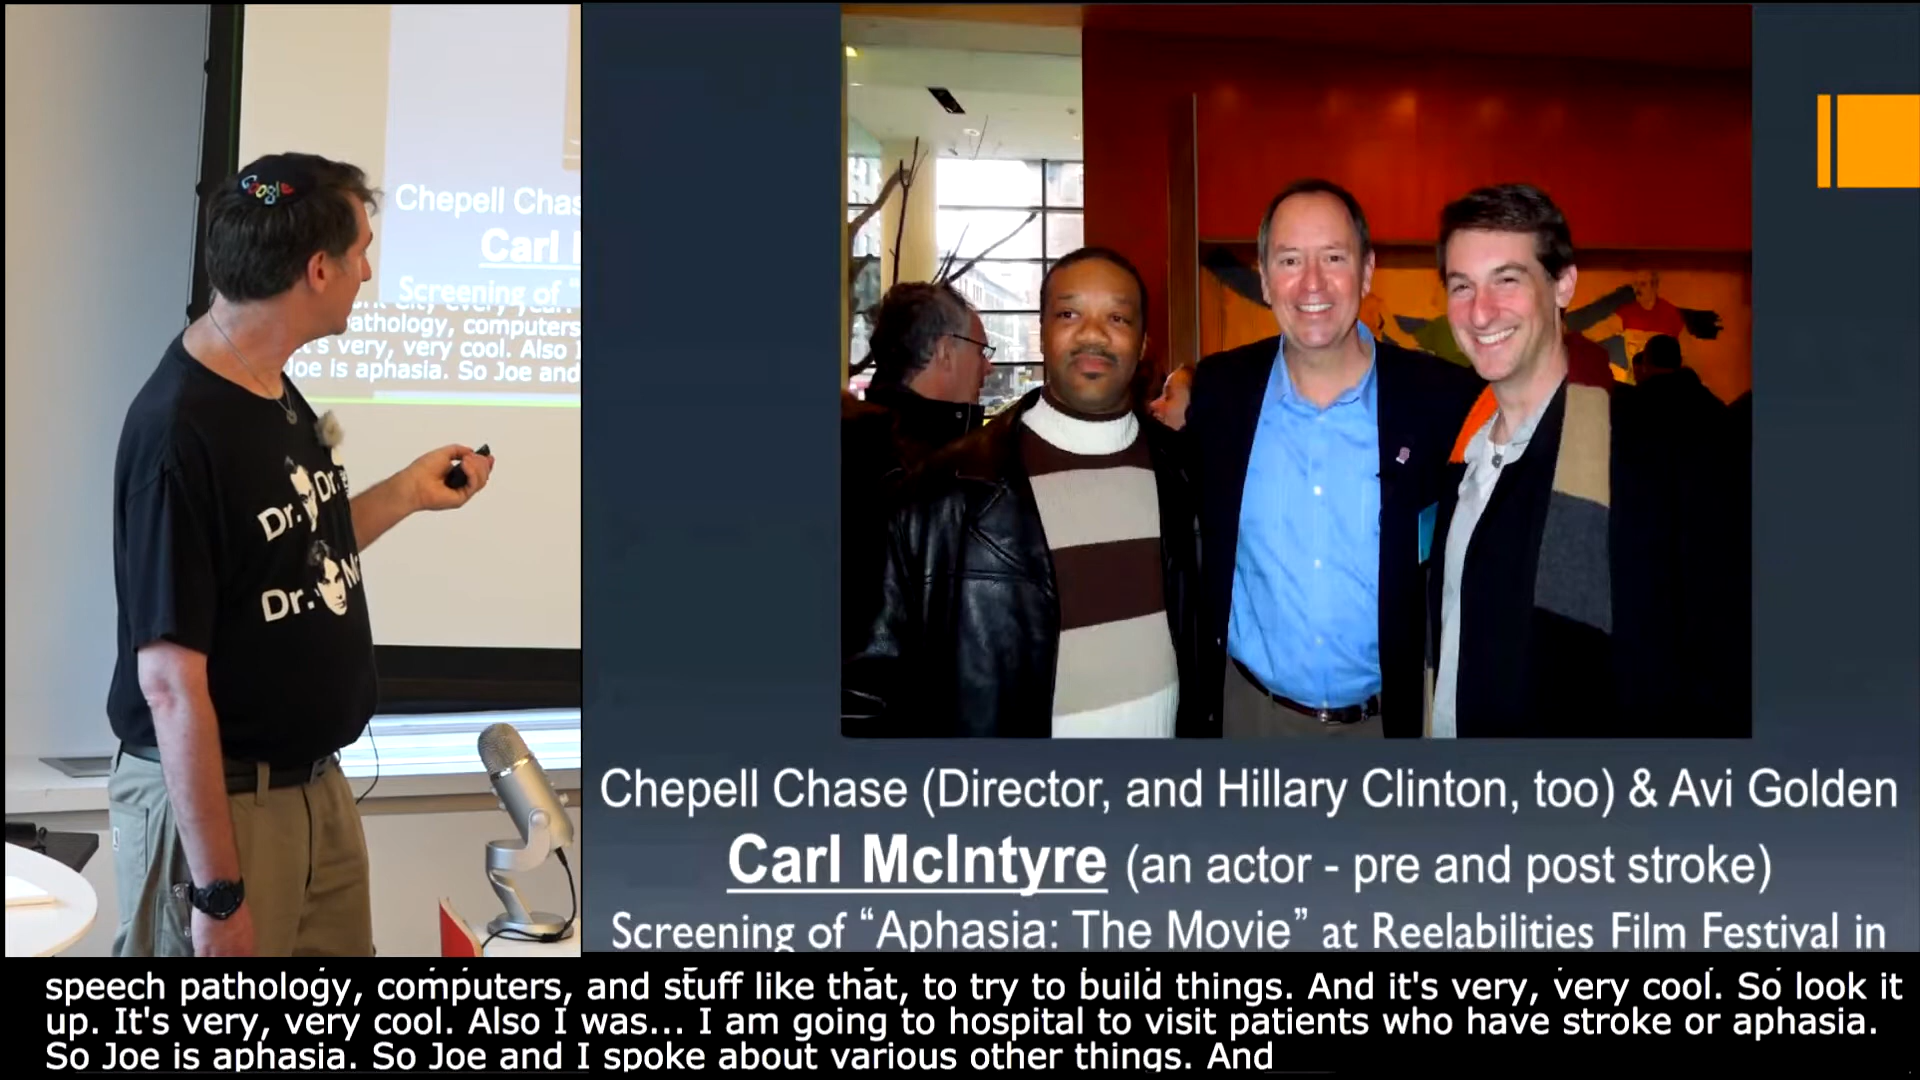 Google
Chepell Chas
Carl
Screening of "
pathology, computers
t's very, very cool. Also I
Joe is aphasia. So Joe and
Dr. Dr.
Dr. Mc
Chepell Chase (Director, and Hillary Clinton, too) & Avi Golden
Carl McIntyre (an actor - pre and post stroke)
Screening of “Aphasia: The Movie” at Reelabilities Film Festival in
speech pathology, computers, and stuff like that, to try to build things. And it's very, very cool. So look it
up. It's very, very cool. Also I was... I am going to hospital to visit patients who have stroke or aphasia.
So Joe is aphasia. So Joe and I spoke about various other things. And